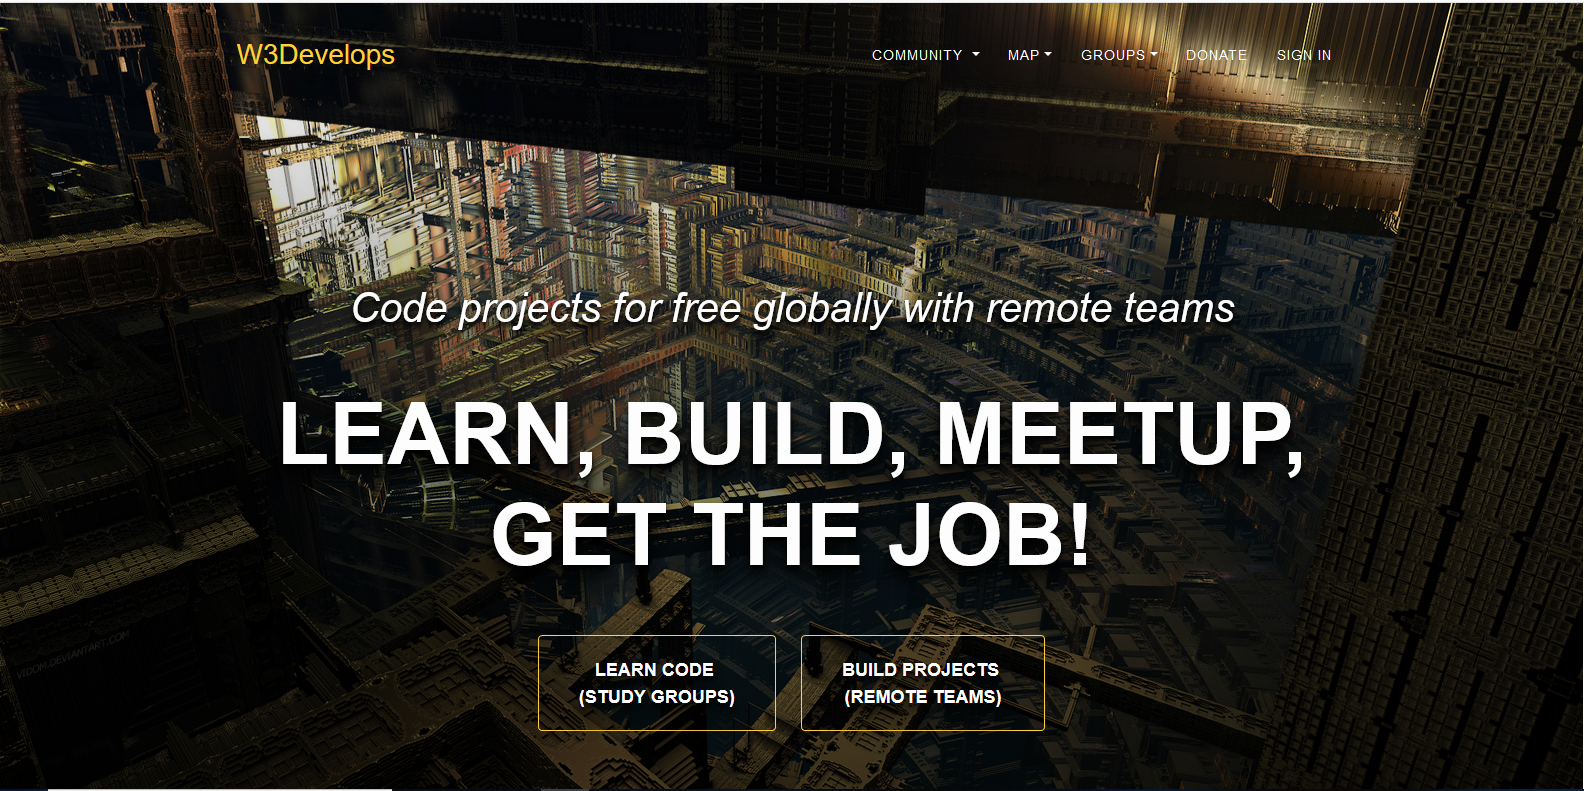 W3Develops
COMMUNITY MAP GROUPS DONATE SIGN IN
Code projects for free globally with remote teams
LEARN, BUILD, MEETUP,
GET THE JOB!
LEARN CODE
(STUDY GROUPS)
BUILD PROJECTS
(REMOTE TEAMS)
VIDOM.DEVIANTART.COM